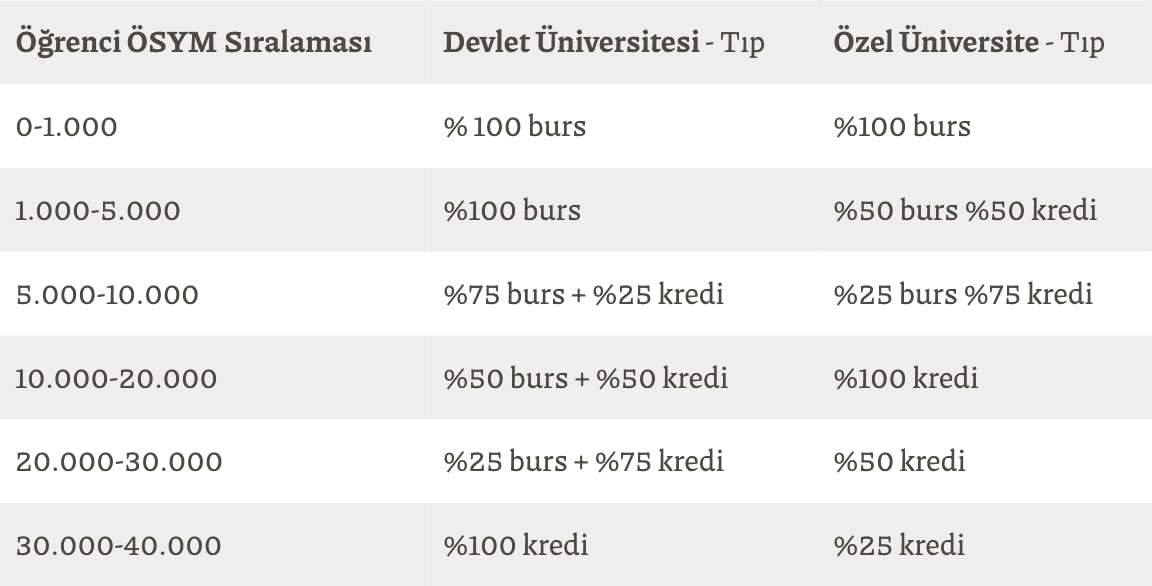 Öğrenci ÖSYM Sıralaması Devlet Üniversitesi - Tıp Özel Üniversite - Tıp
0-1.000 % 100 burs %100 burs
1.000-5.000 %100 burs %50 burs %50 kredi
5.000-10.000 %75 burs + %25 kredi %25 burs %75 kredi
10.000-20.000 %50 burs + %50 kredi %100 kredi
20.000-30.000 %25 burs + %75 kredi %50 kredi
30.000-40.000 %100 kredi %25 kredi